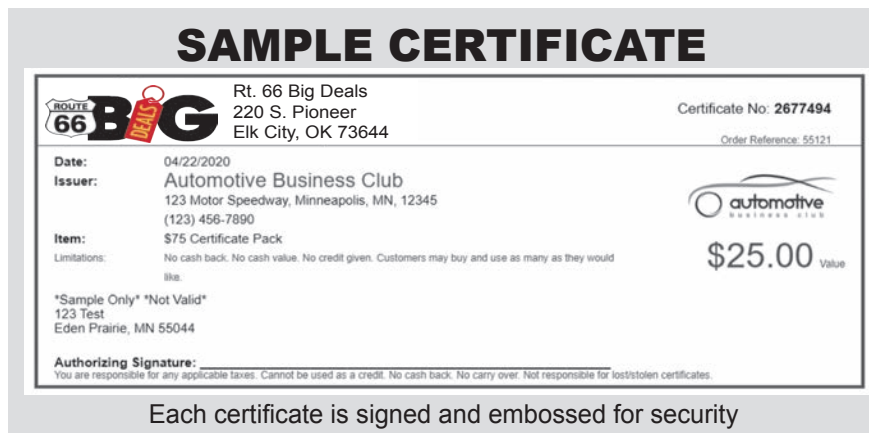 SAMPLE CERTIFICATE
ROUTE
66
BIG
DEALS
Rt. 66 Big Deals
220 S. Pioneer
Elk City, OK 73644
Certificate No: 2677494
Order Reference: 55121
Date: 04/22/2020
Issuer: Automotive Business Club
123 Motor Speedway, Minneapolis, MN, 12345
(123) 456-7890
automotive
business club
Item: $75 Certificate Pack
$25.00 Value
Limitations: No cash back. No cash value. No credit given. Customers may buy and use as many as they would
like.
*Sample Only* *Not Valid*
123 Test
Eden Prairie, MN 55044
Authorizing Signature:
You are responsible for any applicable taxes. Cannot be used as a credit. No cash back. No carry over. Not responsible for lost/stolen certificates.
Each certificate is signed and embossed for security